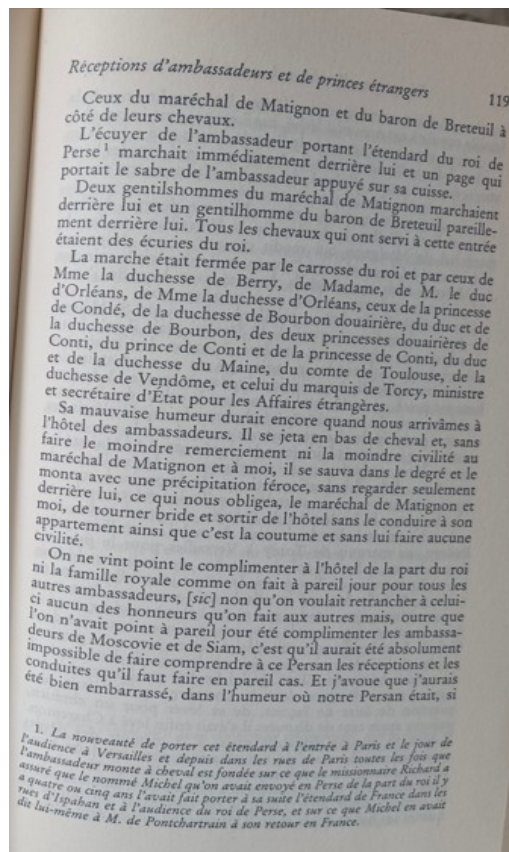 Réceptions d'ambassadeurs et de princes étrangers 119
Ceux du maréchal de Matignon et du baron de Breteuil à
côté de leurs chevaux.
L'écuyer de l'ambassadeur portant l'étendard du roi de
Perse¹ marchait immédiatement derrière lui et un page qui
portait le sabre de l'ambassadeur appuyé sur sa cuisse.
Deux gentilshommes du maréchal de Matignon marchaient
derrière lui et un gentilhomme du baron de Breteuil pareille-
ment derrière lui. Tous les chevaux qui ont servi à cette entrée
étaient des écuries du roi.
La marche était fermée par le carrosse du roi et par ceux de
Mme la duchesse de Berry, de Madame, de M. le duc
d'Orléans, de Mme la duchesse d'Orléans, ceux de la princesse
de Condé, de la duchesse de Bourbon douairière, du duc et de
la duchesse de Bourbon, des deux princesses douairières de
Conti, du prince de Conti et de la princesse de Conti, du duc
et de la duchesse du Maine, du comte de Toulouse, de la
duchesse de Vendôme, et celui du marquis de Torcy, ministre
et secrétaire d'État pour les Affaires étrangères.
Sa mauvaise humeur durait encore quand nous arrivâmes à
l'hôtel des ambassadeurs. Il se jeta en bas de cheval et, sans
faire le moindre remerciement ni la moindre civilité au
maréchal de Matignon et à moi, il se sauva dans le degré et le
monta avec une précipitation féroce, sans regarder seulement
derrière lui, ce qui nous obligea, le maréchal de Matignon et
moi, de tourner bride et sortir de l'hôtel sans le conduire à son
appartement ainsi que c'est la coutume et sans lui faire aucune
civilité.
On ne vint point le complimenter à l'hôtel de la part du roi
ni la famille royale comme on fait à pareil jour pour tous les
autres ambassadeurs, [sic] non qu'on voulait retrancher à celui-
ci aucun des honneurs qu'on fait aux autres mais, outre que
l'on n'avait point à pareil jour été complimenter les ambassa-
deurs de Moscovie et de Siam, c'est qu'il aurait été absolument
impossible de faire comprendre à ce Persan les réceptions et les
conduites qu'il faut faire en pareil cas. Et j'avoue que j'aurais
été bien embarrassé, dans l'humeur où notre Persan était, si
1. La nouveauté de porter cet étendard à l'entrée à Paris et le jour de
l'audience à Versailles et depuis dans les rues de Paris toutes les fois que
l'ambassadeur monte à cheval est fondée sur ce que le missionnaire Richard a
assuré que le nommé Michel qu'on avait envoyé en Perse de la part du roi il y
a quatre ou cinq ans l'avait fait porter à sa suite l'étendard de France dans les
rues d'Ispahan et à l'audience du roi de Perse, et sur ce que Michel en avait
dit lui-même à M. de Pontchartrain à son retour en France.